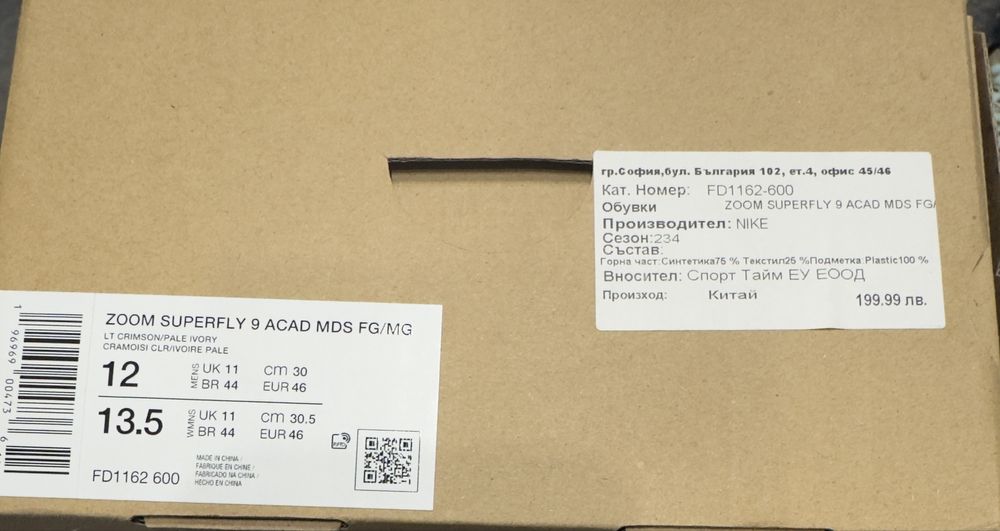 гр.София,бул. България 102, ет.4, офис 45/46
Кат. Номер: FD1162-600
Обувки ZOOM SUPERFLY 9 ACAD MDS FG/
Производител: NIKE
Сезон:234
Състав:
Горна част:Синтетика75 % Текстил25 %Подметка:Plastic100 %
Вносител: Спорт Тайм ЕУ ЕООД
Произход: Китай 199.99 лв.
ZOOM SUPERFLY 9 ACAD MDS FG/MG
LT CRIMSON/PALE IVORY
CRAMOISI CLR/IVOIRE PALE
12 MENS UK 11 CM 30
BR 44 EUR 46
13.5 WMNS UK 11 CM 30.5
BR 44 EUR 46
MADE IN CHINA /
FABRIQUÉ EN CHINE /
FABRICADO NA CHINA /
HECHO EN CHINA
FD1162 600
1 96969 00473